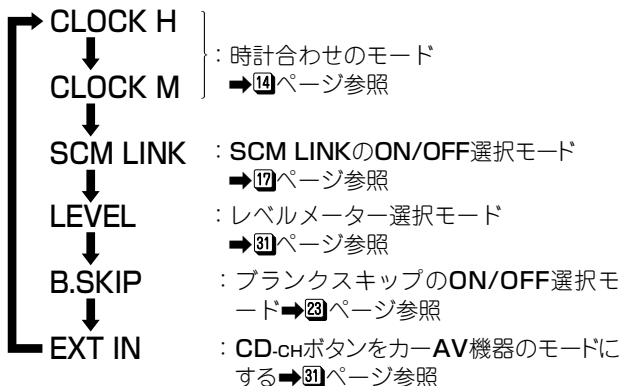 CLOCK H
：時計合わせのモード
CLOCK M ➡14ページ参照
SCM LINK ：SCM LINKのON/OFF選択モード
➡17ページ参照
LEVEL ：レベルメーター選択モード
➡31ページ参照
B.SKIP ：ブランクスキップのON/OFF選択モ
ード➡23ページ参照
EXT IN ：CD-CHボタンをカーAV機器のモードに
する➡31ページ参照